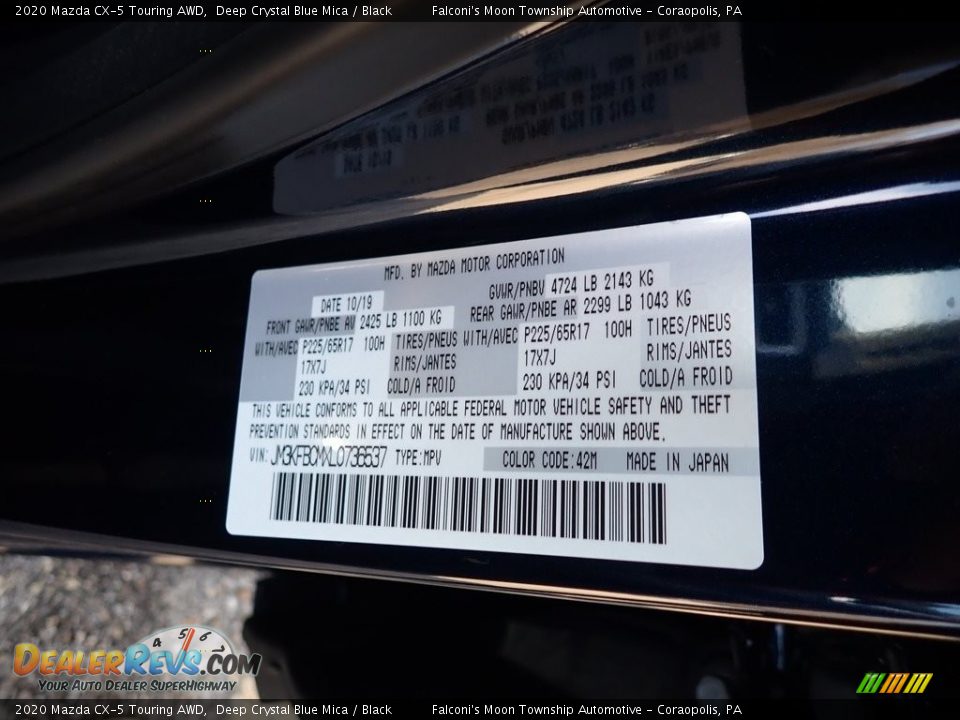 2020 Mazda CX-5 Touring AWD, Deep Crystal Blue Mica / Black Falconi's Moon Township Automotive - Coraopolis, PA
MFD. BY MAZDA MOTOR CORPORATION
DATE 10/19 GVWR/PNBV 4724 LB 2143 KG
FRONT GAWR/PNBE AV 2425 LB 1100 KG REAR GAWR/PNBE AR 2299 LB 1043 KG
WITH/AVEC P225/65R17 100H TIRES/PNEUS WITH/AVEC P225/65R17 100H TIRES/PNEUS
17X7J RIMS/JANTES 17X7J RIMS/JANTES
230 KPA/34 PSI COLD/A FROID 230 KPA/34 PSI COLD/A FROID
THIS VEHICLE CONFORMS TO ALL APPLICABLE FEDERAL MOTOR VEHICLE SAFETY AND THEFT
PREVENTION STANDARDS IN EFFECT ON THE DATE OF MANUFACTURE SHOWN ABOVE.
VIN: JM3KFBCMXL0736537 TYPE:MPV COLOR CODE:42M MADE IN JAPAN
4 5 6
DealerRevs.com
Your Auto Dealer SuperHighway
2020 Mazda CX-5 Touring AWD, Deep Crystal Blue Mica / Black Falconi's Moon Township Automotive - Coraopolis, PA